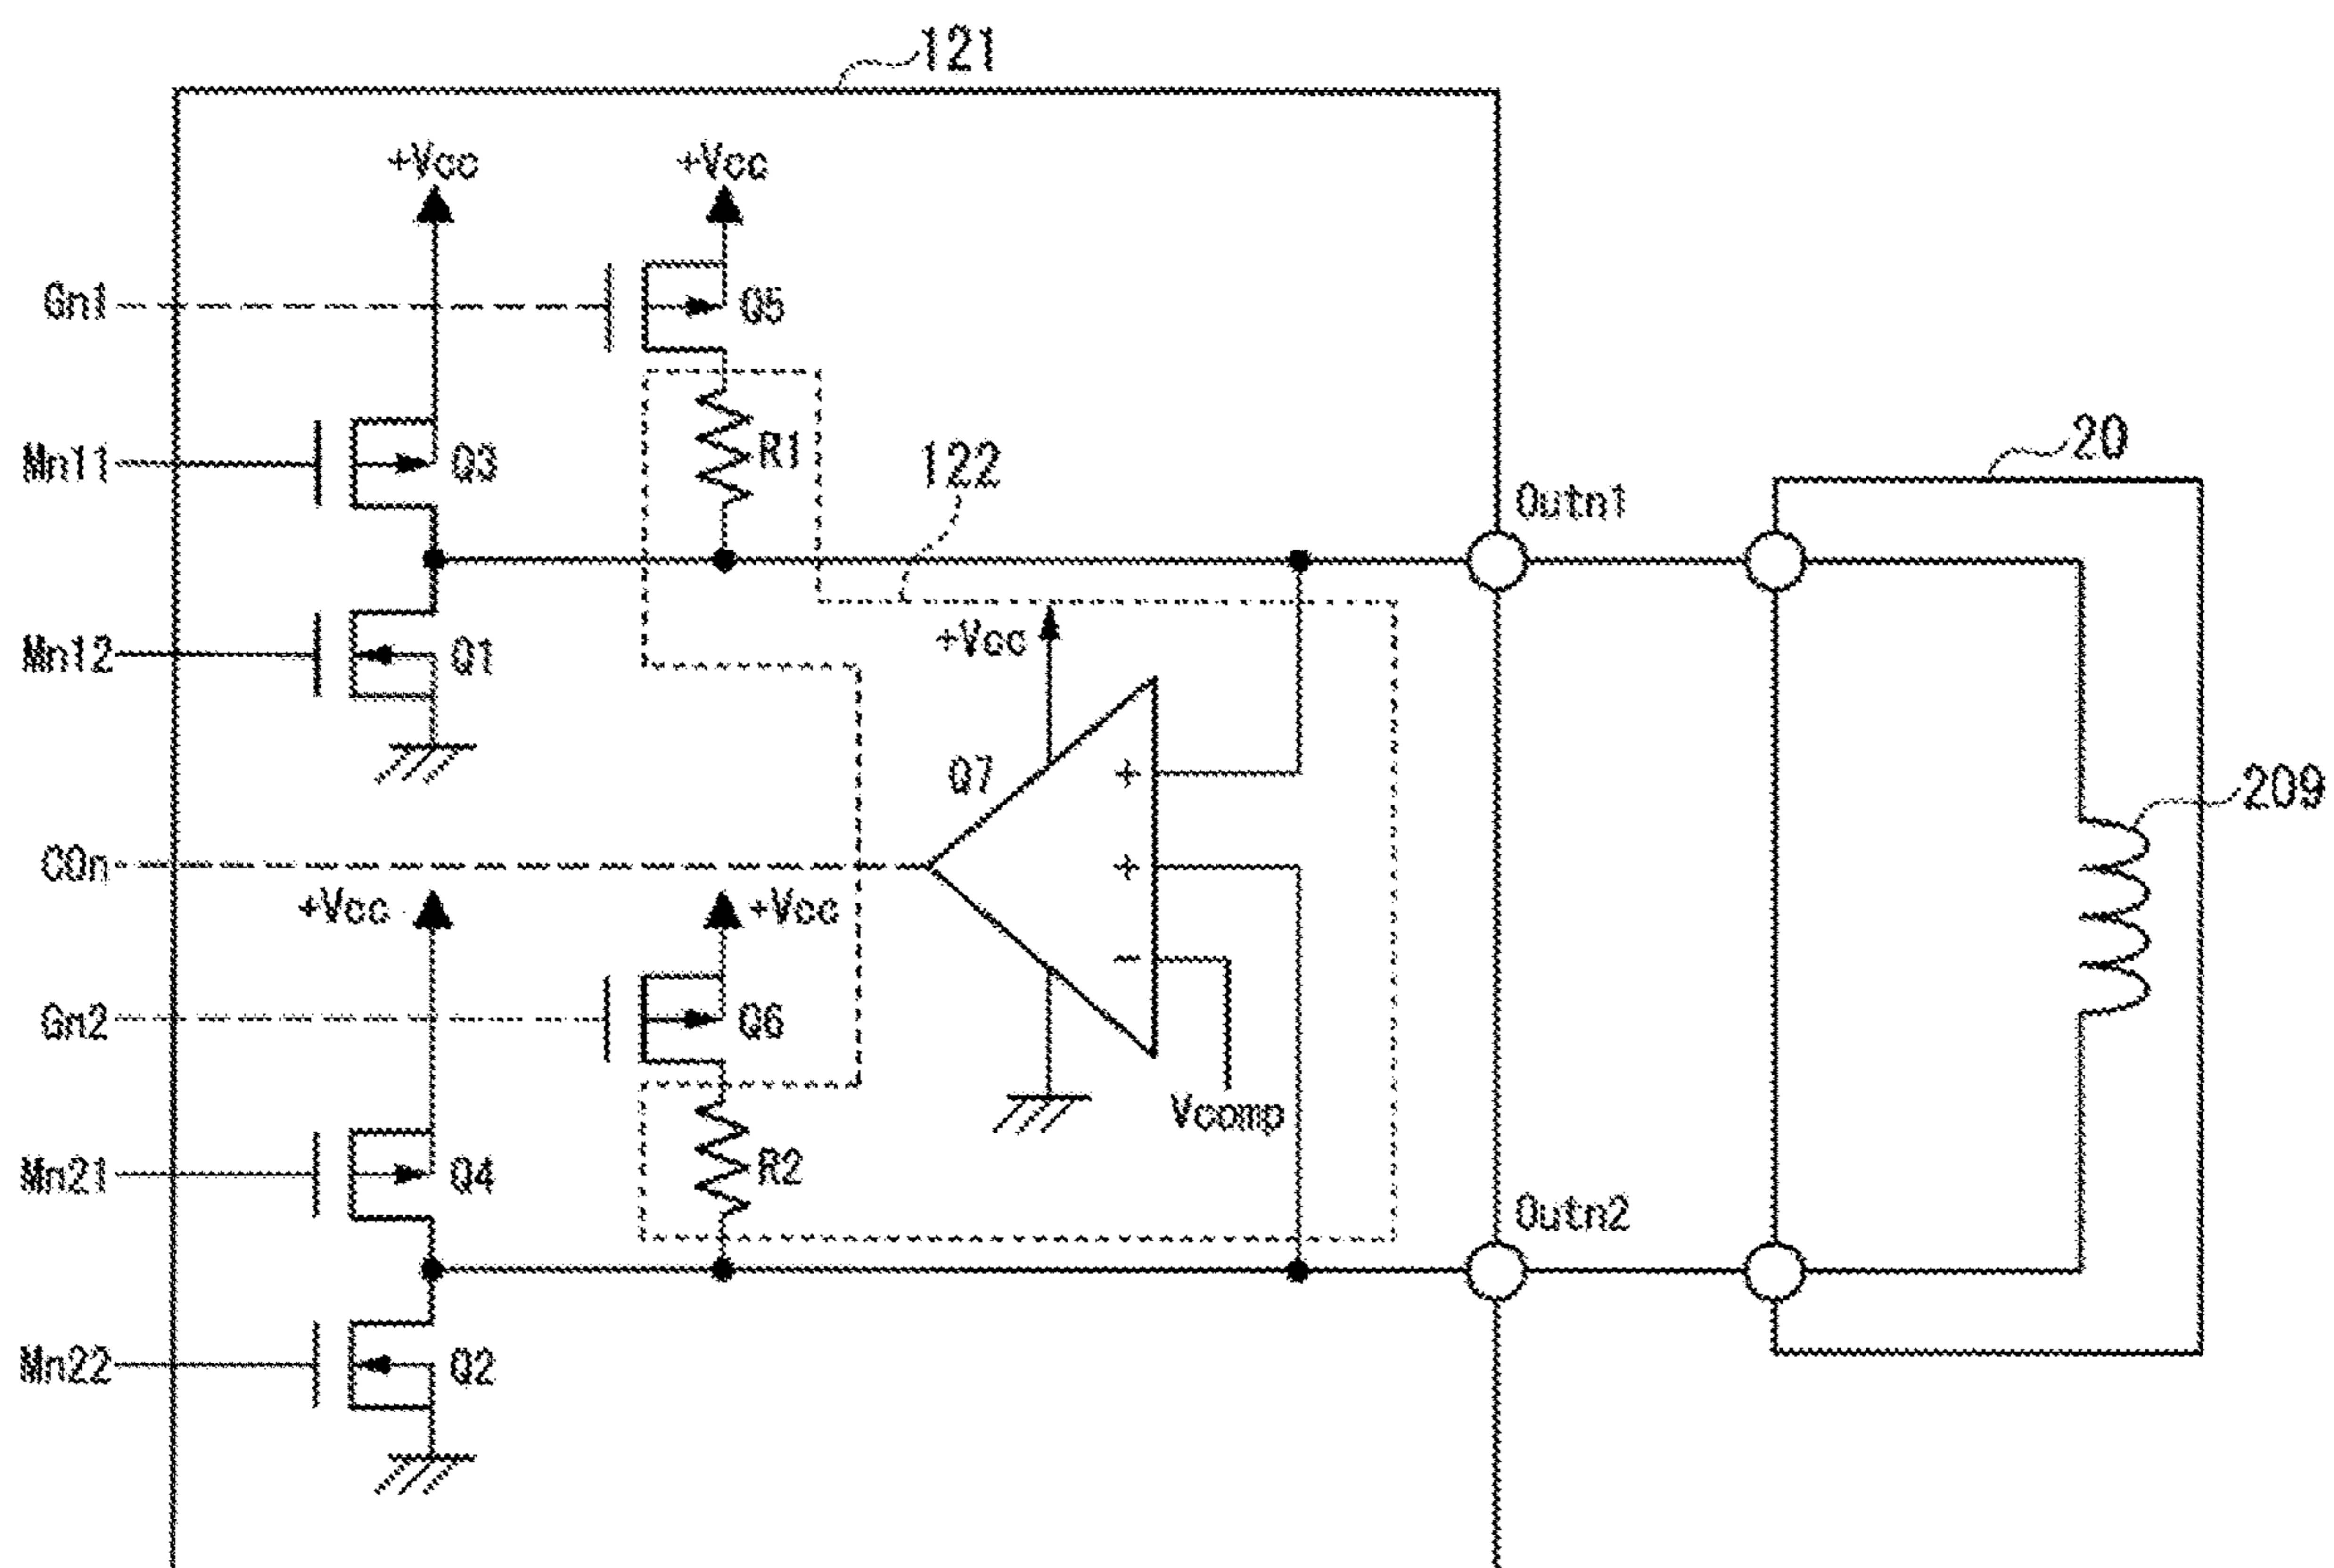 121
+Vcc
+Vcc
Gn1
Q5
Mn11
Q3
R1
122
20
Outn1
Mn12
Q1
+Vcc
Q7
+
209
COn
+
+Vcc
+Vcc
-
Gn2
Q6
Vcomp
Mn21
Q4
R2
Outn2
Mn22
Q2